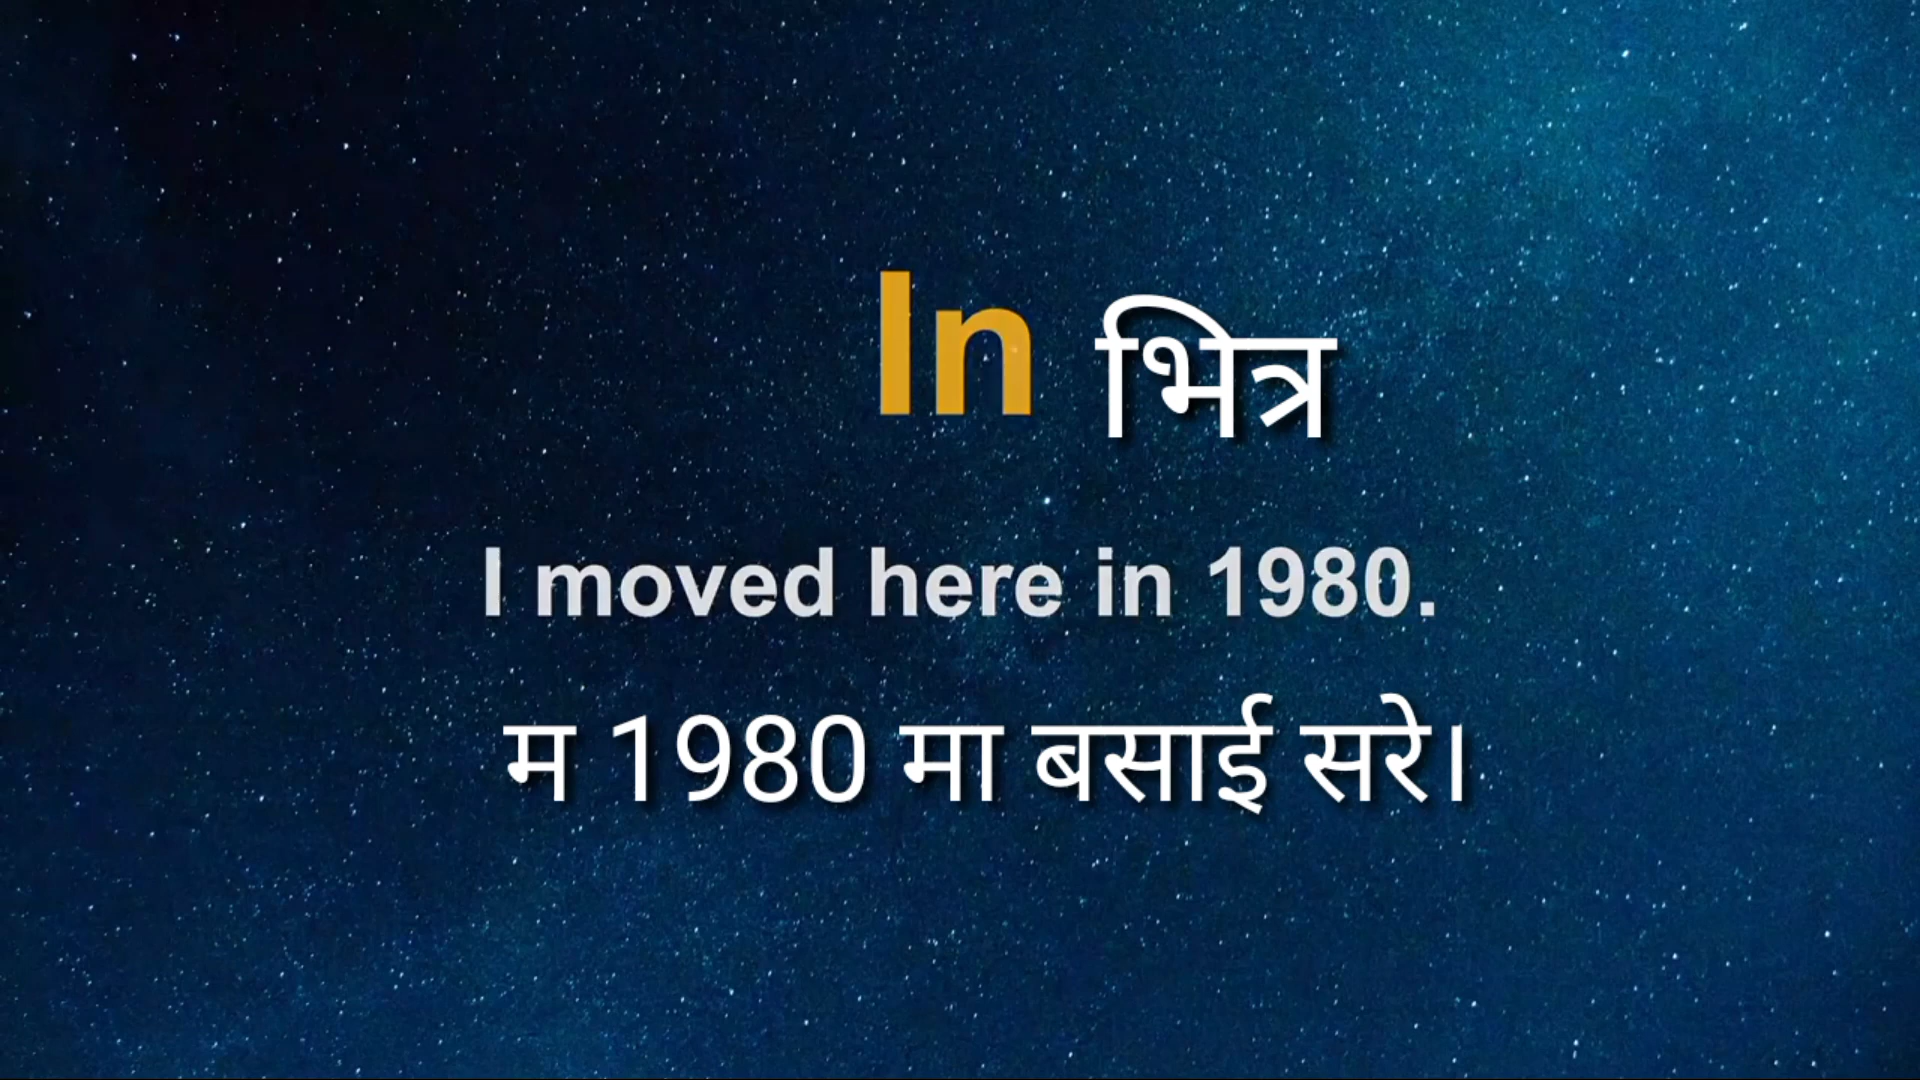 In भित्र
I moved here in 1980.
म 1980 मा बसाई सरे।